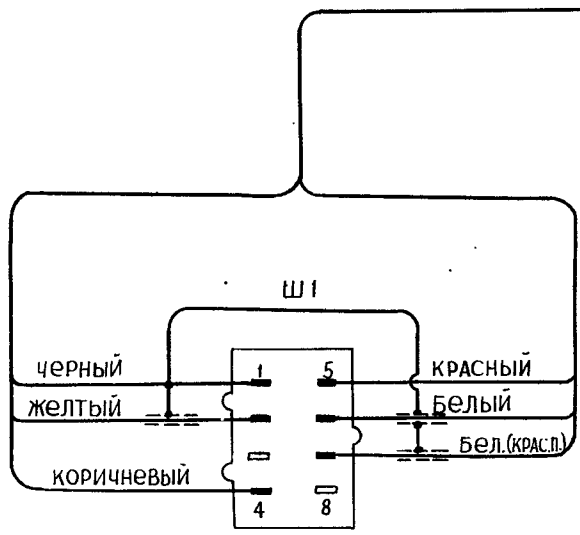 Ш1
ЧЕРНЫЙ 1 5 КРАСНЫЙ
ЖЕЛТЫЙ БЕЛЫЙ
БЕЛ.(КРАС.П.)
КОРИЧНЕВЫЙ
4 8